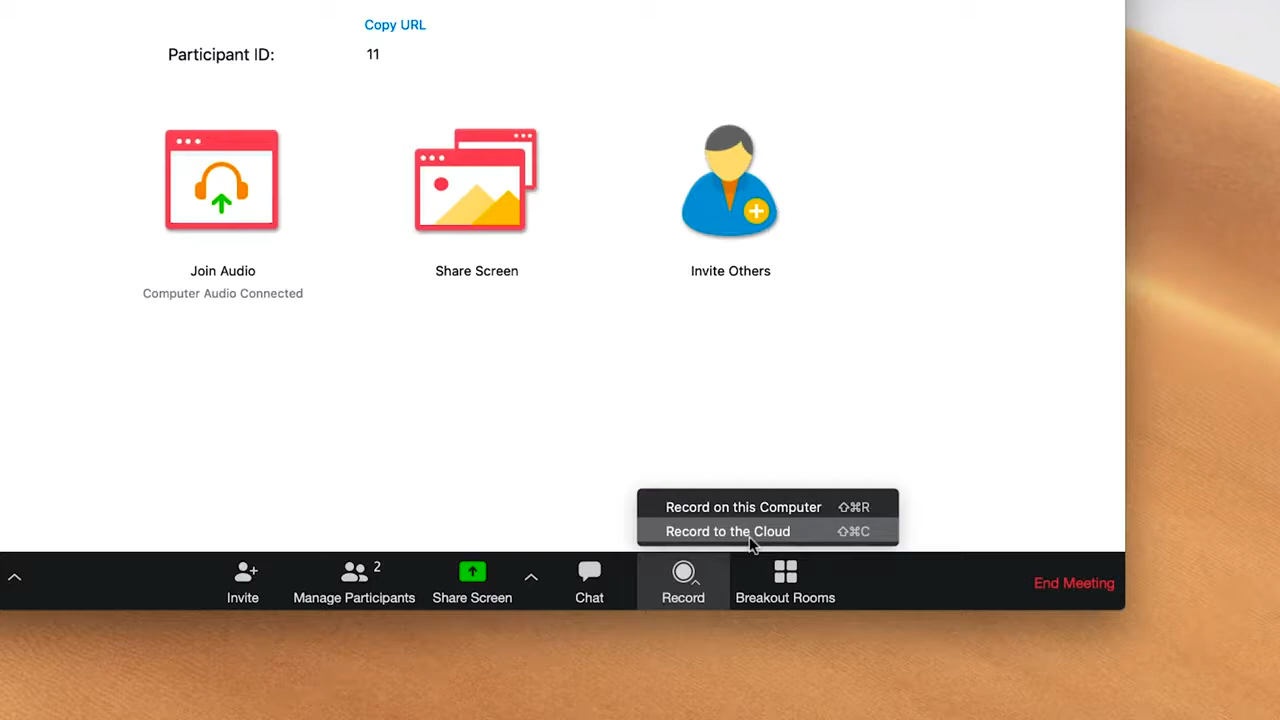 Copy URL
Participant ID: 11
Join Audio
Computer Audio Connected
Share Screen
Invite Others
Record on this Computer ⇧⌘R
Record to the Cloud ⇧⌘C
Invite
Manage Participants 2
Share Screen
Chat
Record
Breakout Rooms
End Meeting